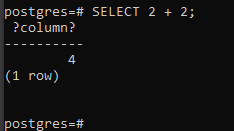 postgres=# SELECT 2 + 2;
 ?column?
----------
        4
(1 row)
postgres=#